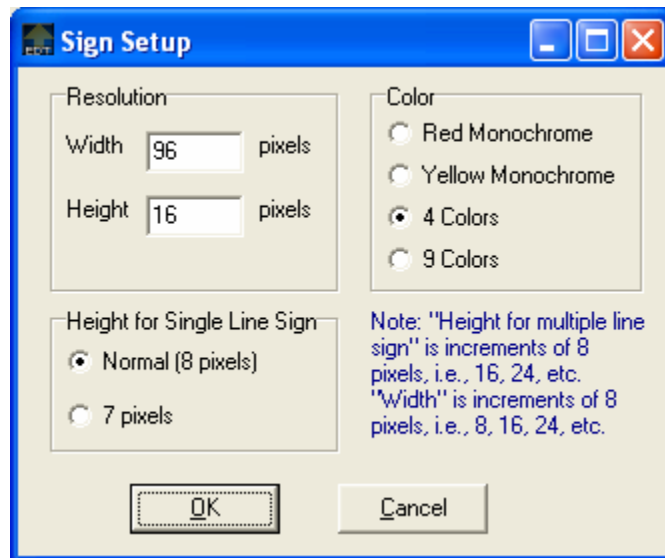 Sign Setup
Resolution
Width 96 pixels
Height 16 pixels
Color
Red Monochrome
Yellow Monochrome
4 Colors
9 Colors
Height for Single Line Sign
Normal (8 pixels)
7 pixels
Note: "Height for multiple line
sign" is increments of 8
pixels, i.e., 16, 24, etc.
"Width" is increments of 8
pixels, i.e., 8, 16, 24, etc.
OK
Cancel